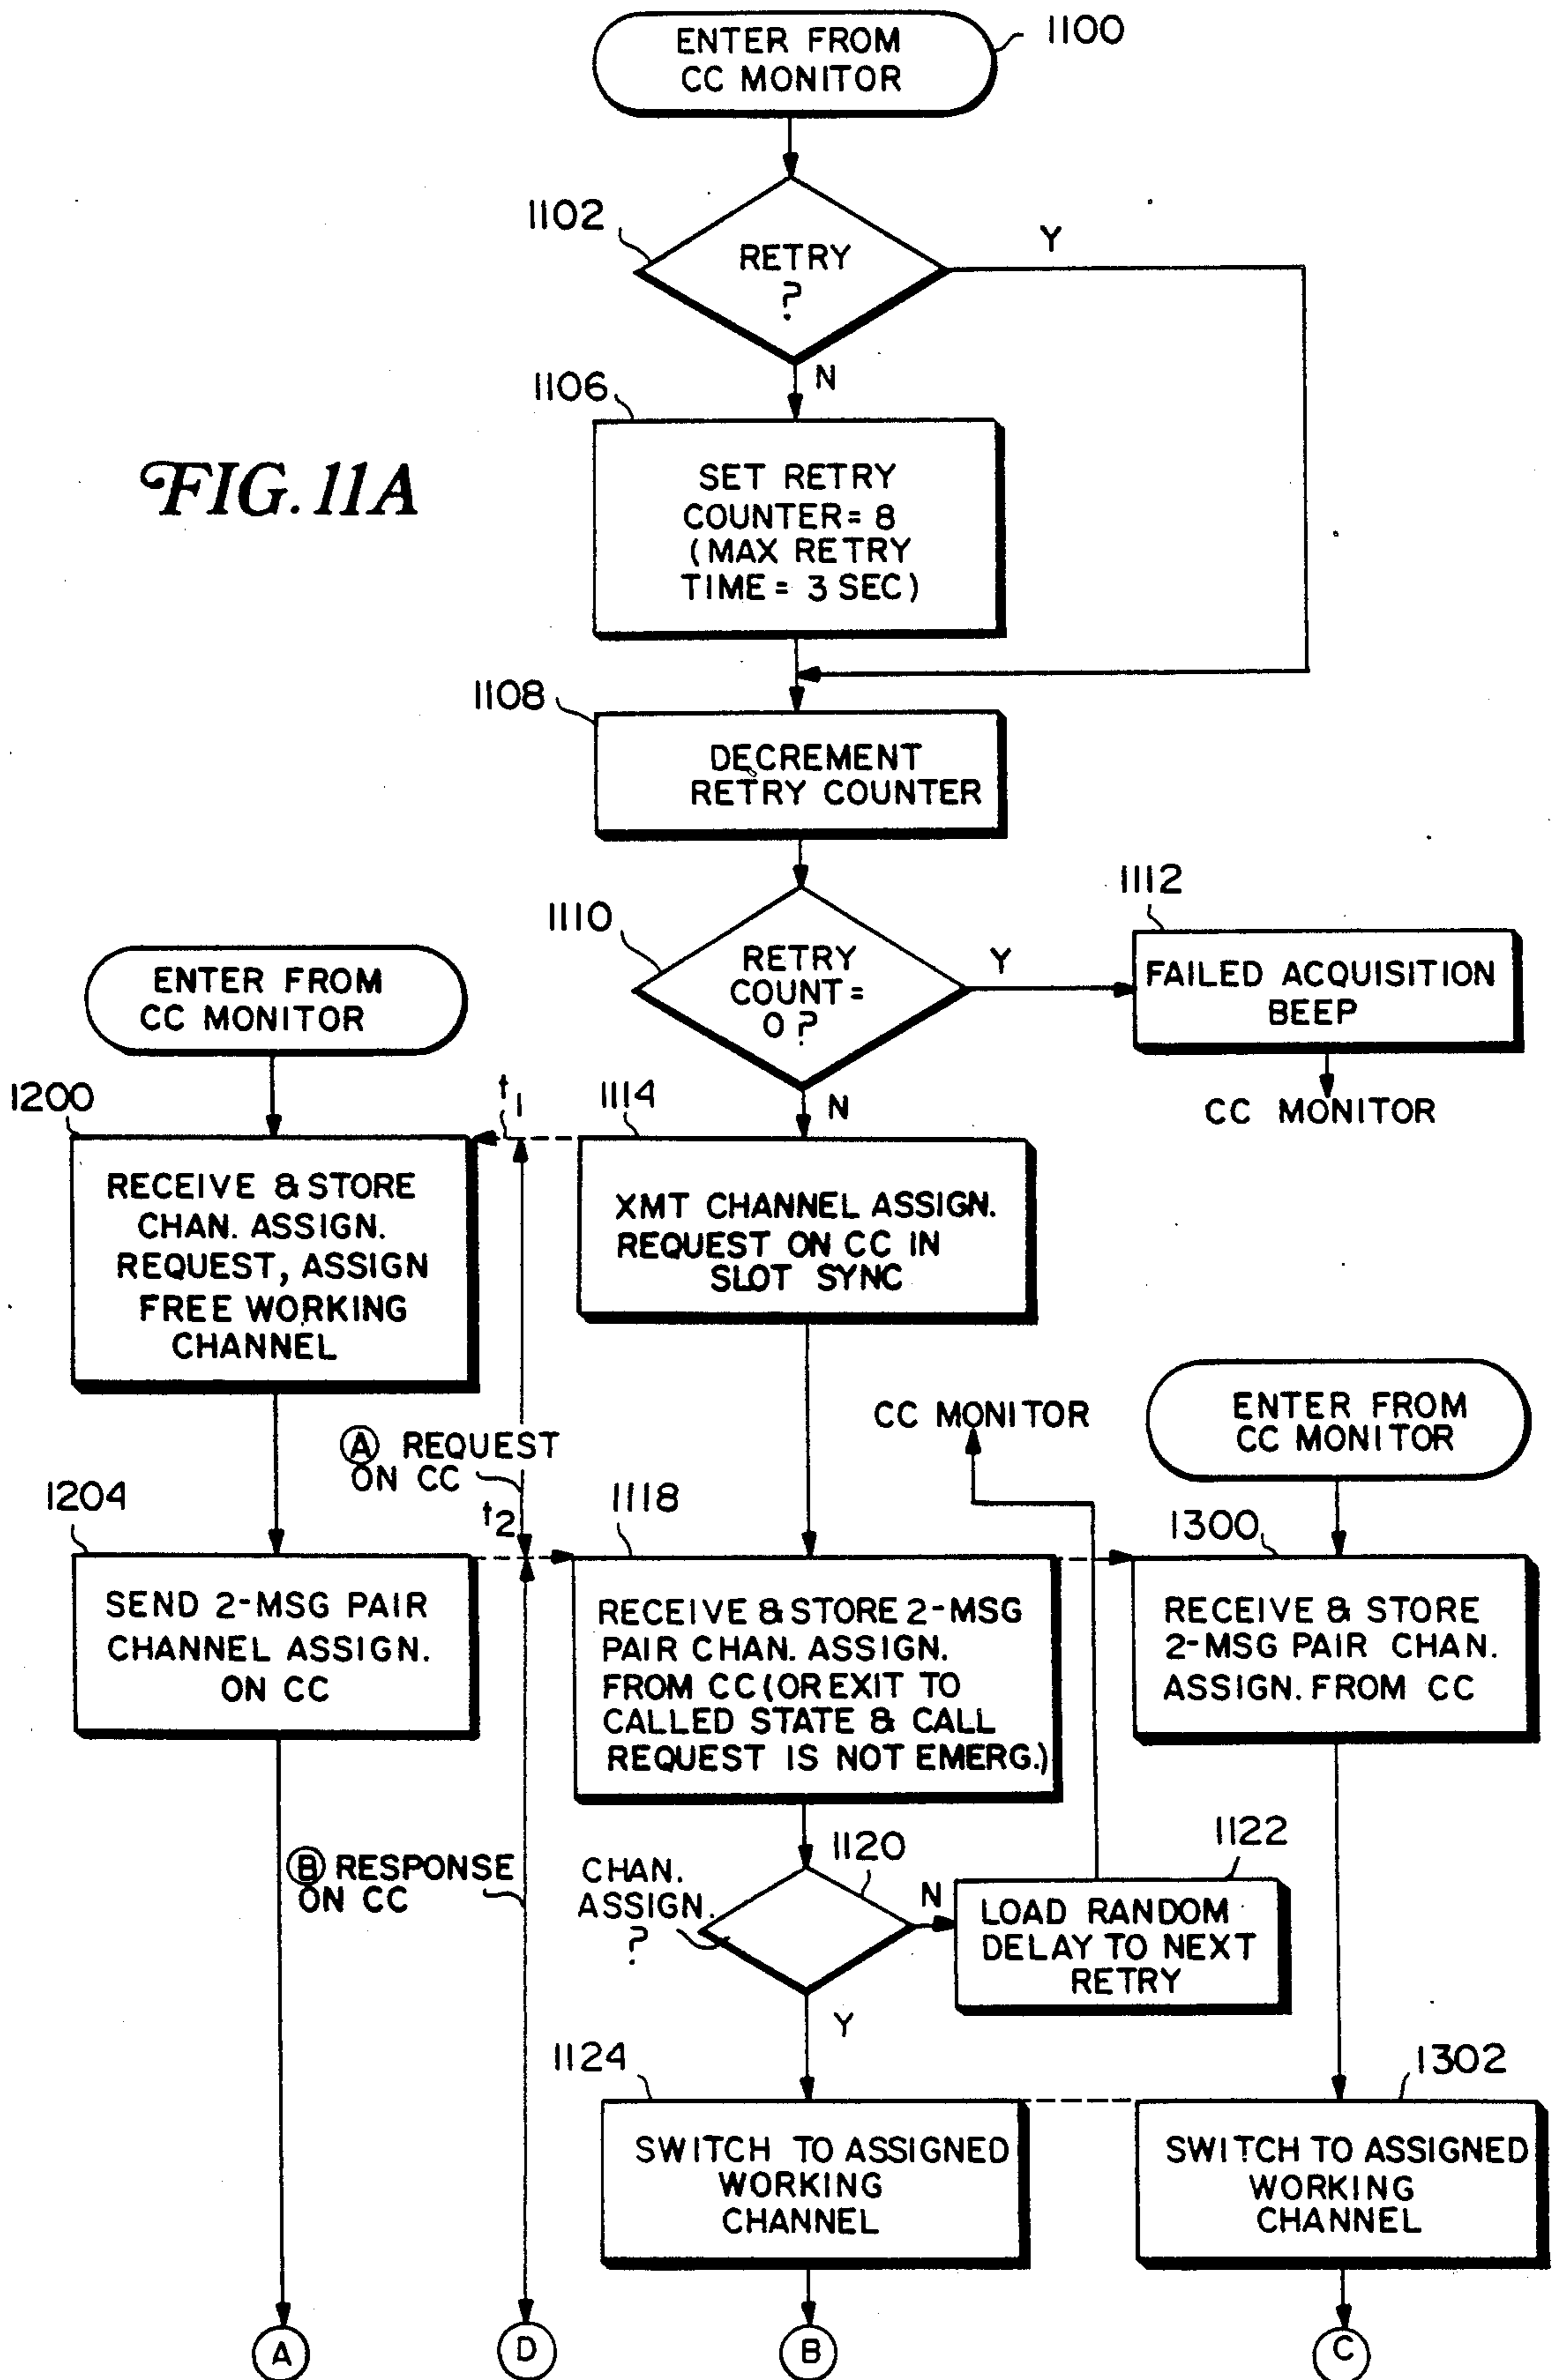 ENTER FROM
CC MONITOR
1100
1102
RETRY
?
Y
N
1106
SET RETRY
COUNTER = 8
(MAX RETRY
TIME = 3 SEC)
FIG. 11A
1108
DECREMENT
RETRY COUNTER
1110
RETRY
COUNT =
0 ?
Y
1112
FAILED ACQUISITION
BEEP
CC MONITOR
N
ENTER FROM
CC MONITOR
1200
t1
1114
RECEIVE & STORE
CHAN. ASSIGN.
REQUEST, ASSIGN
FREE WORKING
CHANNEL
XMT CHANNEL ASSIGN.
REQUEST ON CC IN
SLOT SYNC
CC MONITOR
ENTER FROM
CC MONITOR
A REQUEST
ON CC
1204
t2
1118
1300
SEND 2-MSG PAIR
CHANNEL ASSIGN.
ON CC
RECEIVE & STORE 2-MSG
PAIR CHAN. ASSIGN.
FROM CC (OR EXIT TO
CALLED STATE & CALL
REQUEST IS NOT EMERG.)
RECEIVE & STORE
2-MSG PAIR CHAN.
ASSIGN. FROM CC
B RESPONSE
ON CC
CHAN.
ASSIGN.
?
1120
N
1122
LOAD RANDOM
DELAY TO NEXT
RETRY
Y
1124
1302
SWITCH TO ASSIGNED
WORKING
CHANNEL
SWITCH TO ASSIGNED
WORKING
CHANNEL
A
D
B
C